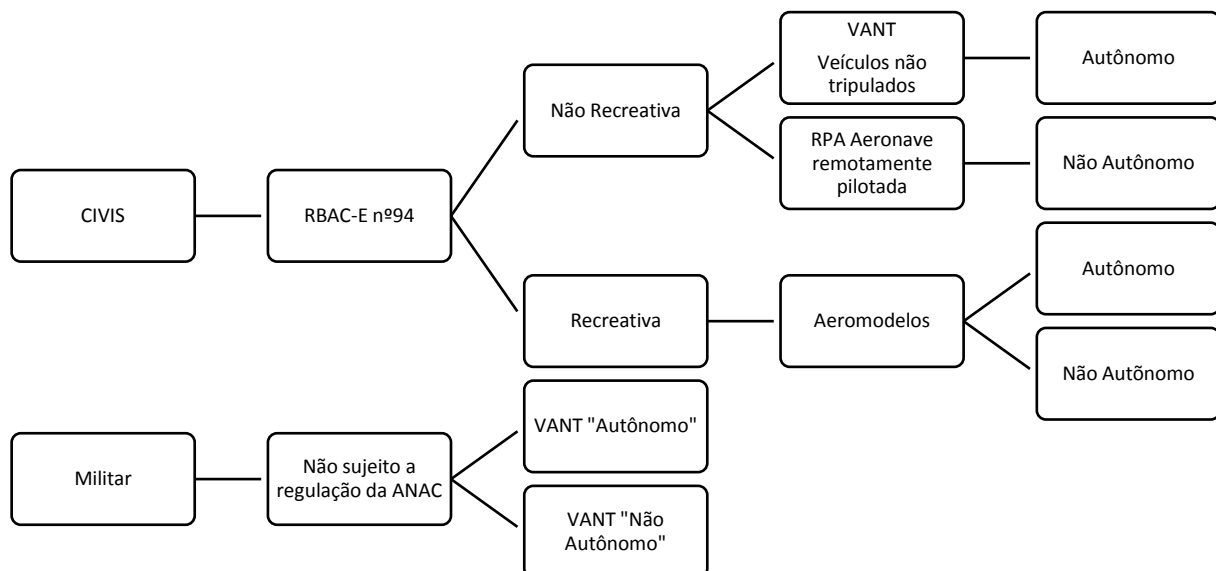 VANT
Veículos não
tripulados
Autônomo
Não Recreativa
RPA Aeronave
remotamente
pilotada
Não Autônomo
CIVIS
RBAC-E nº94
Autônomo
Recreativa
Aeromodelos
Não Autõnomo
VANT "Autônomo"
Militar
Não sujeito a
regulação da ANAC
VANT "Não
Autônomo"